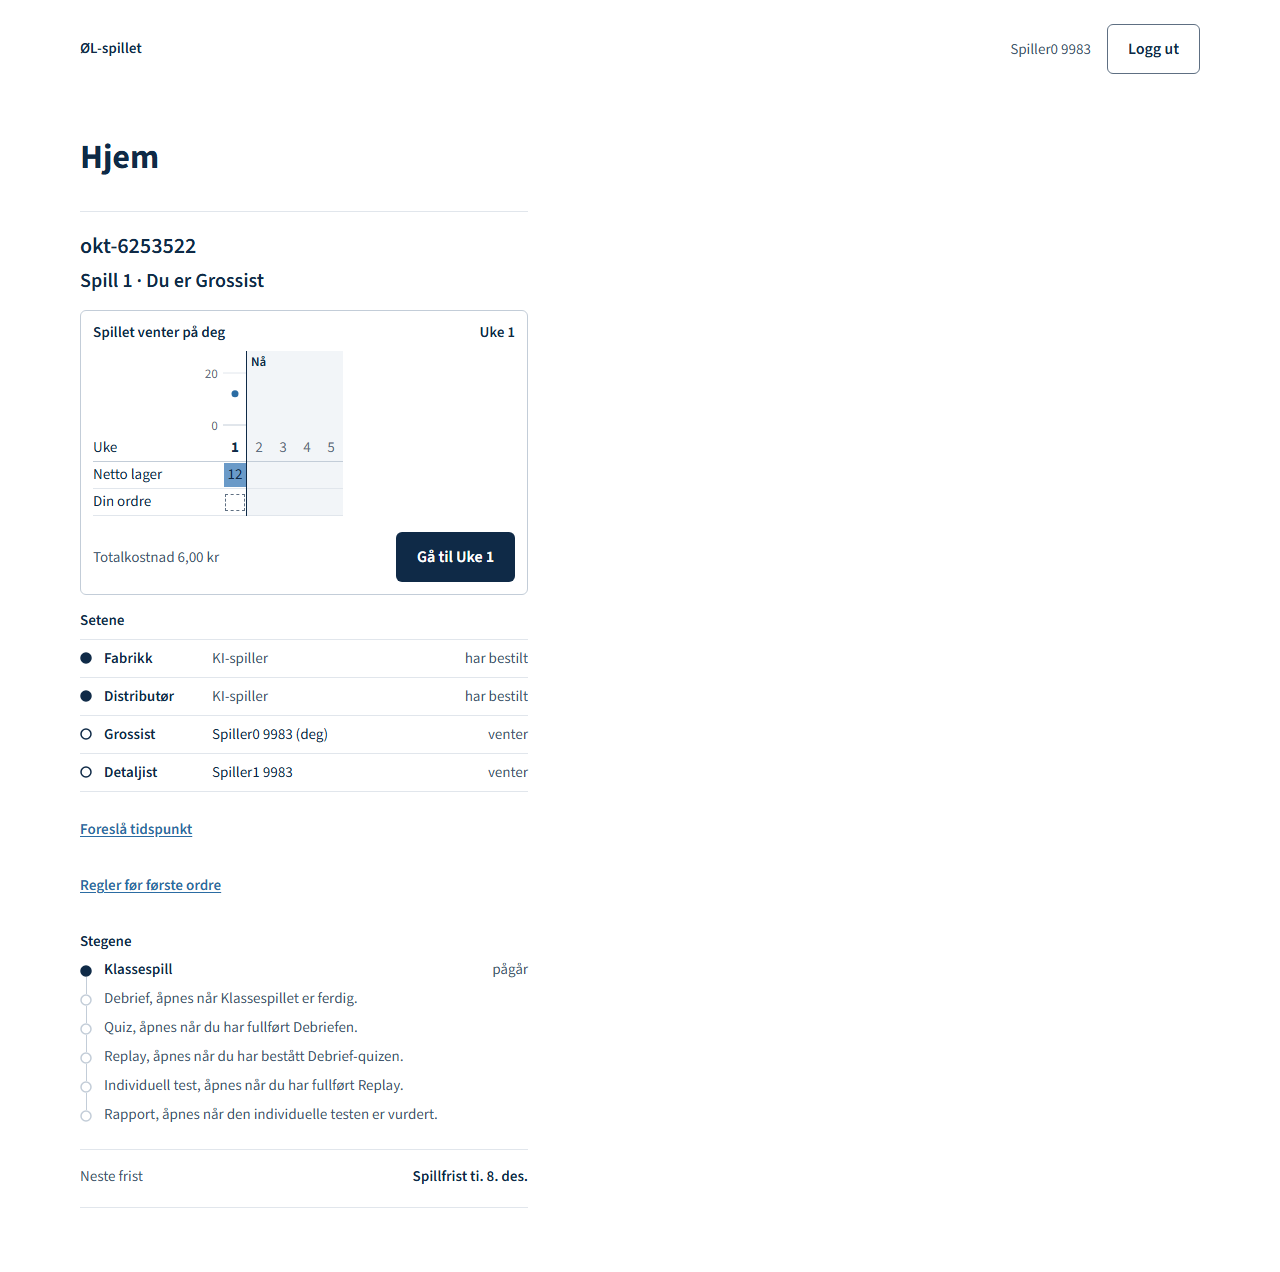 ØL-spillet
Spiller0 9983 Logg ut
Hjem
okt-6253522
Spill 1 · Du er Grossist
Spillet venter på deg Uke 1
Nå
20
0
Uke 1 2 3 4 5
Netto lager 12
Din ordre
Totalkostnad 6,00 kr Gå til Uke 1
Setene
Fabrikk KI-spiller har bestilt
Distributør KI-spiller har bestilt
Grossist Spiller0 9983 (deg) venter
Detaljist Spiller1 9983 venter
Foreslå tidspunkt
Regler før første ordre
Stegene
Klassespill pågår
Debrief, åpnes når Klassespillet er ferdig.
Quiz, åpnes når du har fullført Debriefen.
Replay, åpnes når du har bestått Debrief-quizen.
Individuell test, åpnes når du har fullført Replay.
Rapport, åpnes når den individuelle testen er vurdert.
Neste frist Spillfrist ti. 8. des.